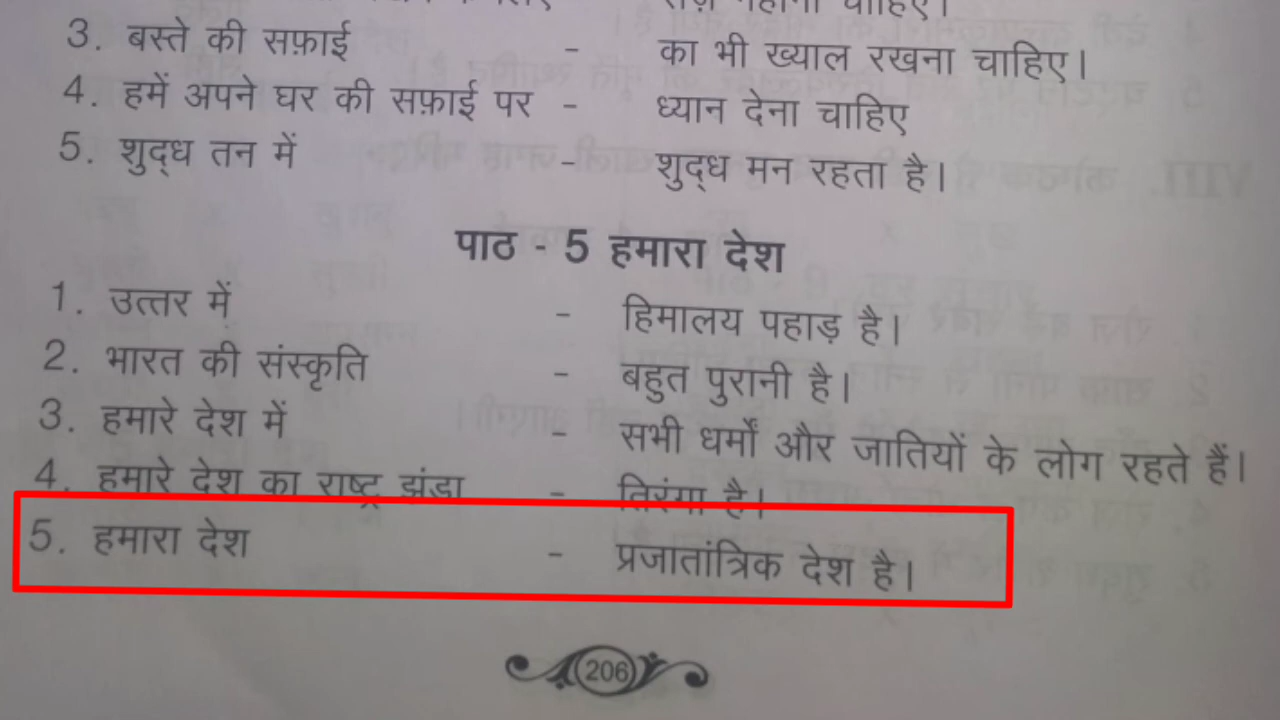 3. बस्ते की सफ़ाई - का भी ख्याल रखना चाहिए।
4. हमें अपने घर की सफ़ाई पर - ध्यान देना चाहिए
5. शुद्ध तन में - शुद्ध मन रहता है।
पाठ - 5 हमारा देश
1. उत्तर में - हिमालय पहाड़ है।
2. भारत की संस्कृति - बहुत पुरानी है।
3. हमारे देश में - सभी धर्मों और जातियों के लोग रहते हैं।
4. हमारे देश का राष्ट्र झंडा - तिरंगा है।
5. हमारा देश - प्रजातांत्रिक देश है।
206